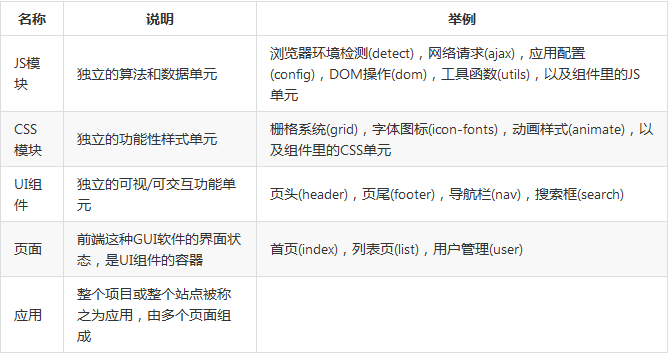 名称 说明 举例
JS模
块
独立的算法和数据单元
浏览器环境检测(detect)，网络请求(ajax)，应用配置
(config)，DOM操作(dom)，工具函数(utils)，以及组件里的JS
单元
CSS
模块
独立的功能性样式单元
栅格系统(grid)，字体图标(icon-fonts)，动画样式(animate)，以
及组件里的CSS单元
UI组
件
独立的可视/可交互功能单
元
页头(header)，页尾(footer)，导航栏(nav)，搜索框(search)
页面
前端这种GUI软件的界面状
态，是UI组件的容器
首页(index)，列表页(list)，用户管理(user)
应用
整个项目或整个站点被称
之为应用，由多个页面组
成